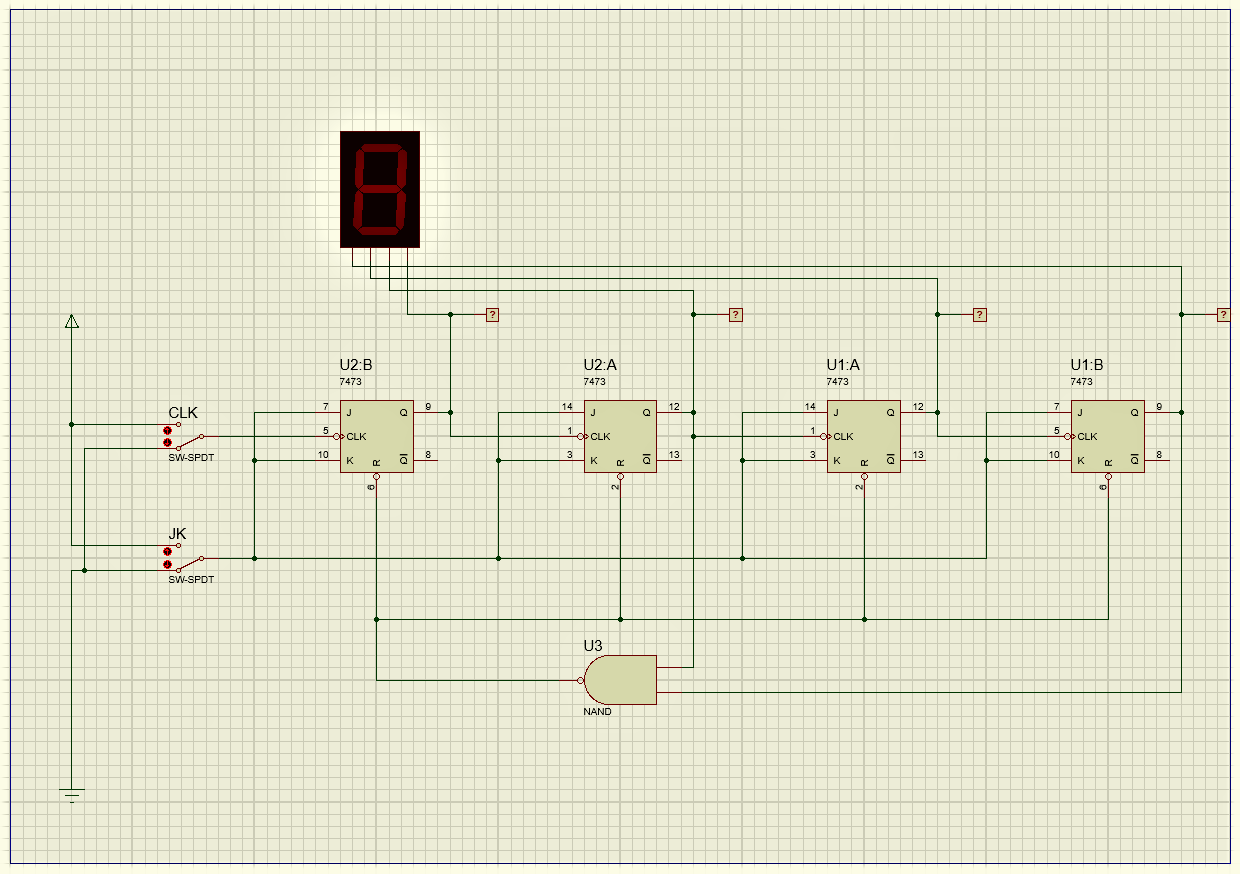 ? ? ? ?
U2:B U2:A U1:A U1:B
7473 7473 7473 7473
7 J Q 9 14 J Q 12 14 J Q 12 7 J Q 9
CLK
5 CLK 1 CLK 1 CLK 5 CLK
SW-SPDT
10 K R Q 8 3 K R Q 13 3 K R Q 13 10 K R Q 8
6 2 2 6
JK
SW-SPDT
U3
NAND